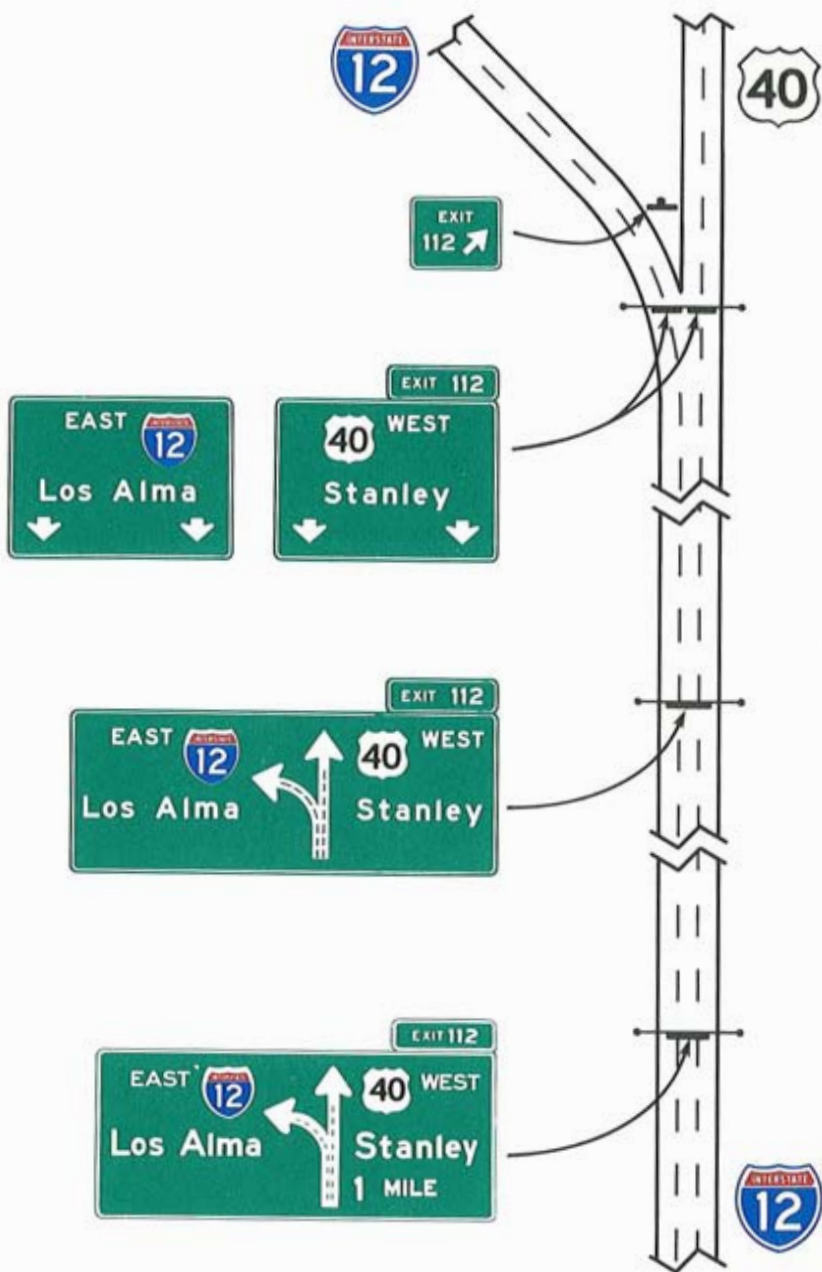 INTERSTATE
12
40
EXIT
112
EXIT 112
EAST INTERSTATE 12
Los Alma
40 WEST
Stanley
EXIT 112
EAST INTERSTATE 12 40 WEST
Los Alma Stanley
EXIT 112
EAST INTERSTATE 12 40 WEST
Los Alma Stanley
1 MILE
INTERSTATE
12